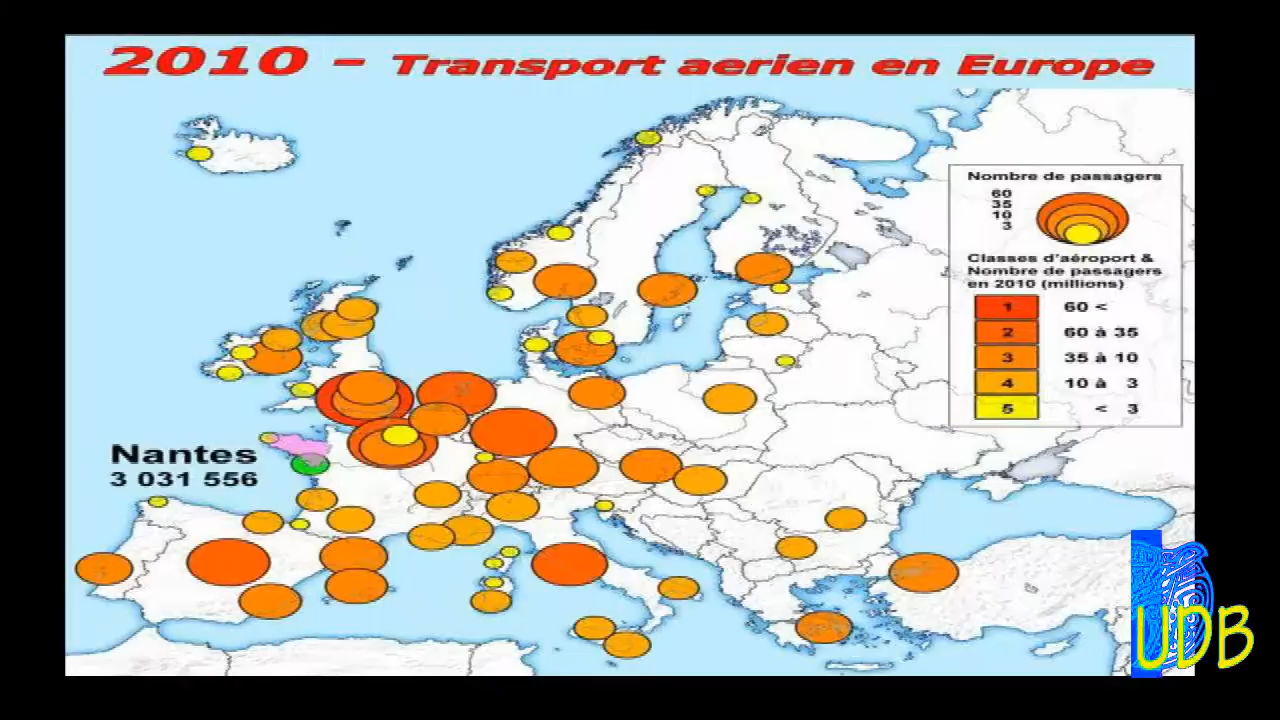 2010 - Transport aerien en Europe
Nombre de passagers
60
35
10
3
Classes d'aéroport &
Nombre de passagers
en 2010 (millions)
1 60 <
2 60 à 35
3 35 à 10
4 10 à 3
5 < 3
Nantes
3 031 556
UDB